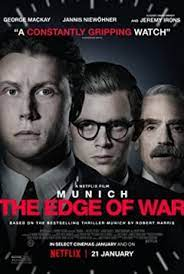 GEORGE MACKAY JANNIS NIEWÖHNER AND JEREMY IRONS
"A CONSTANTLY GRIPPING WATCH"
A NETFLIX FILM
MUNICH
THE EDGE OF WAR
BASED ON THE BESTSELLING THRILLER MUNICH BY ROBERT HARRIS
IN SELECT CINEMAS JANUARY AND ON
NETFLIX | 21 JANUARY